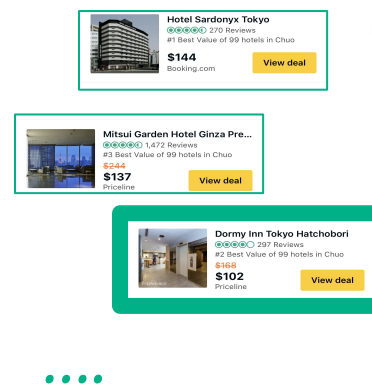 Hotel Sardonyx Tokyo
270 Reviews
#1 Best Value of 99 hotels in Chuo
$144
Booking.com
View deal
Mitsui Garden Hotel Ginza Pre...
1,472 Reviews
#3 Best Value of 99 hotels in Chuo
$244
$137
Priceline
View deal
Dormy Inn Tokyo Hatchobori
297 Reviews
#2 Best Value of 99 hotels in Chuo
$168
$102
Priceline
View deal